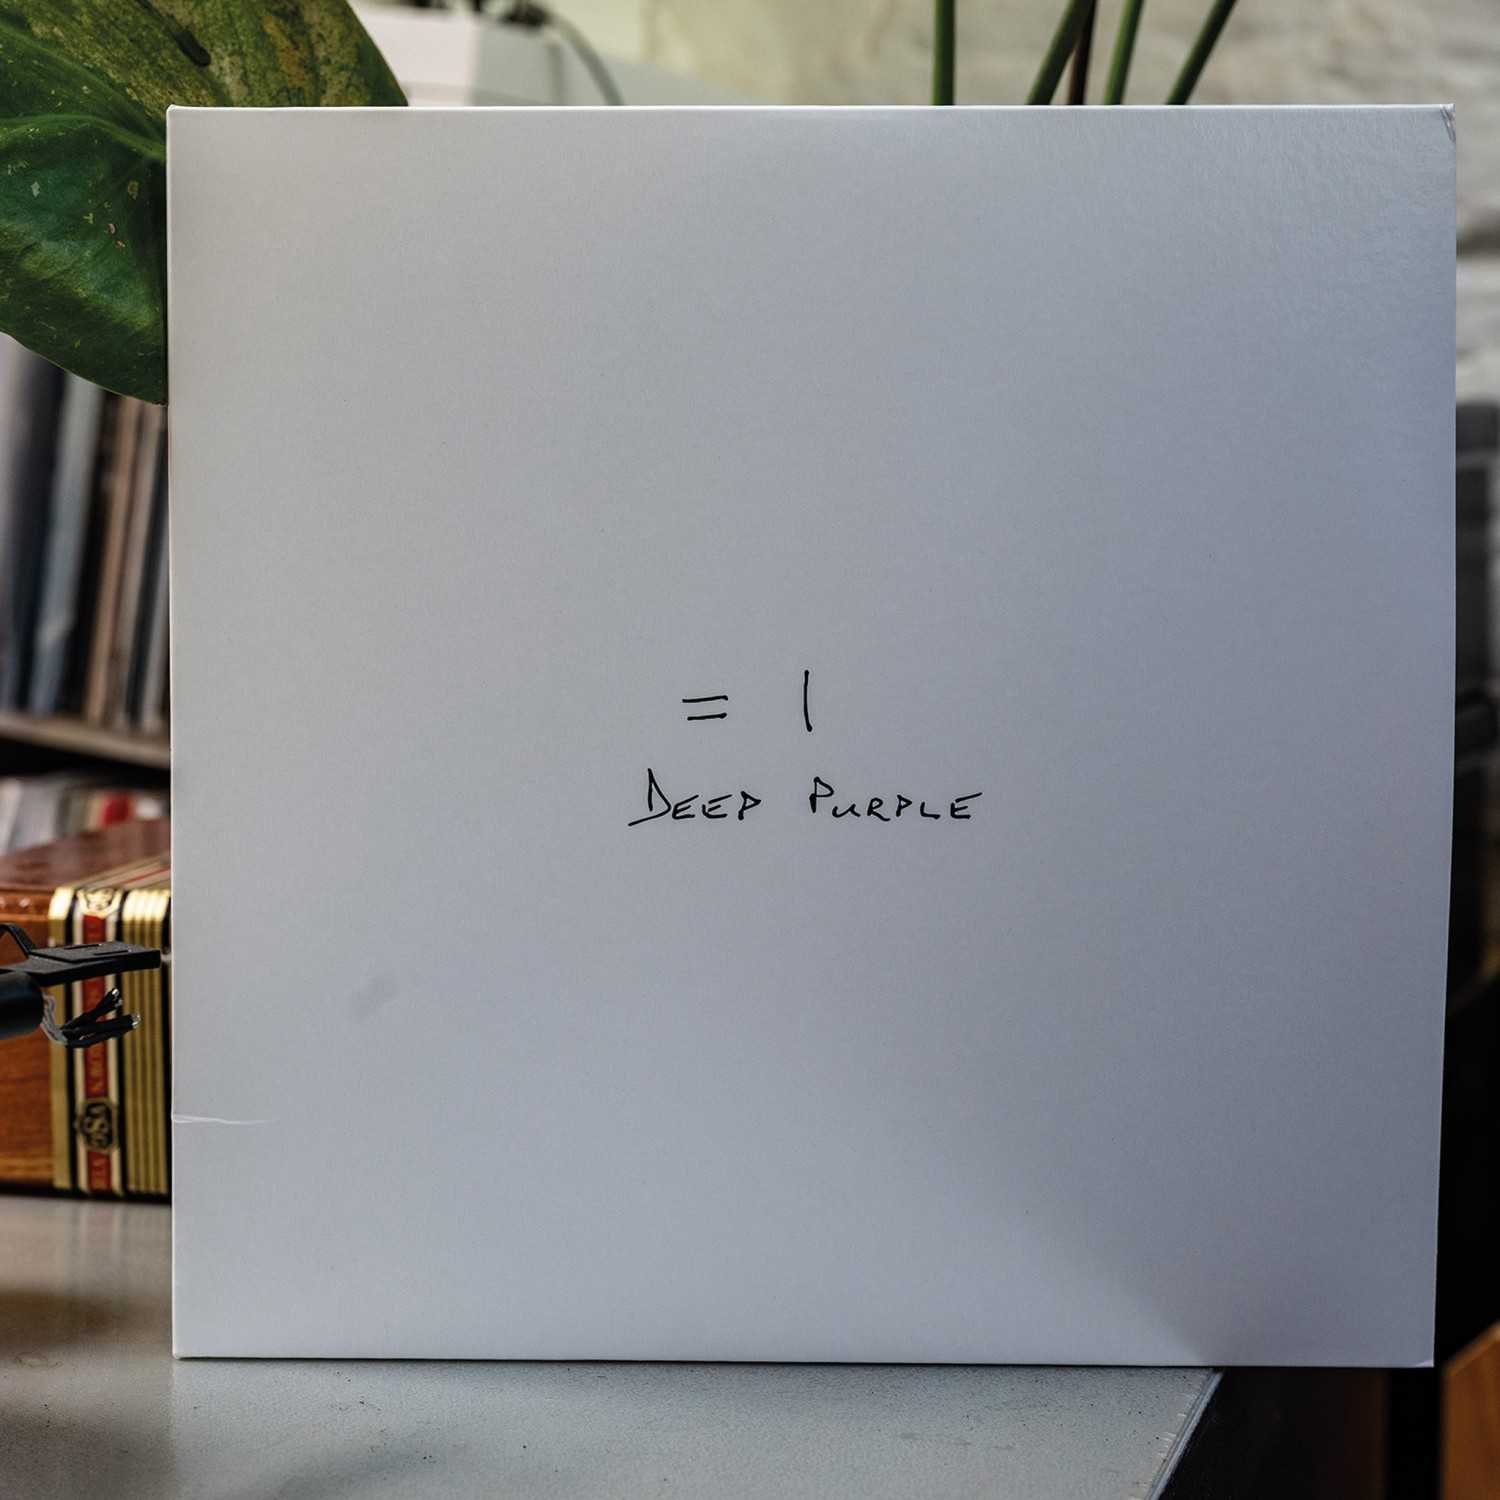 = 1
DEEP PURPLE